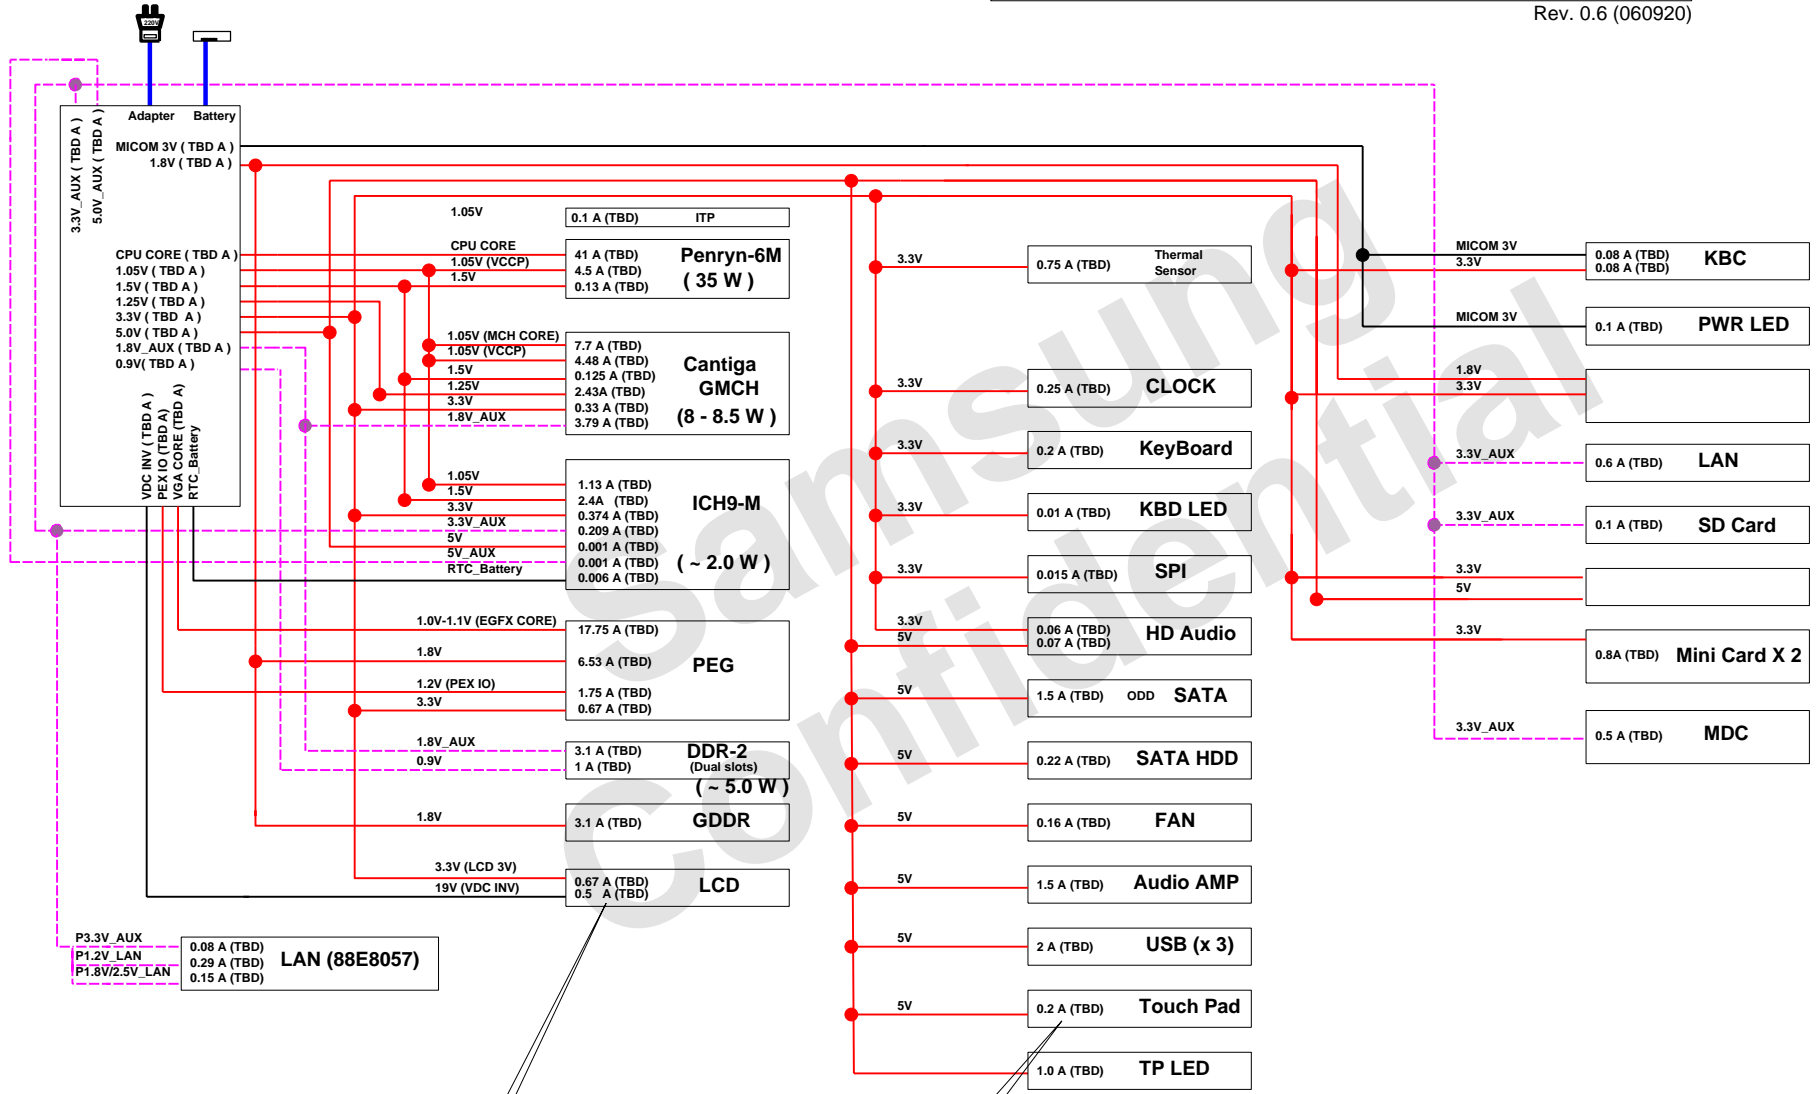 Rev. 0.6 (060920)
220V
Adapter
Battery
3.3V_AUX ( TBD A )
5.0V_AUX ( TBD A )
MICOM 3V ( TBD A )
1.8V ( TBD A )
CPU CORE ( TBD A )
1.05V ( TBD A )
1.5V ( TBD A )
1.25V ( TBD A )
3.3V ( TBD A )
5.0V ( TBD A )
1.8V_AUX ( TBD A )
0.9V( TBD A )
VDC INV ( TBD A )
PEX IO (TBD A)
VGA CORE (TBD A)
RTC_Battery
1.05V
0.1 A (TBD) ITP
CPU CORE
1.05V (VCCP)
1.5V
41 A (TBD)
4.5 A (TBD)
0.13 A (TBD)
Penryn-6M
( 35 W )
1.05V (MCH CORE)
1.05V (VCCP)
1.5V
1.25V
3.3V
1.8V_AUX
7.7 A (TBD)
4.48 A (TBD)
0.125 A (TBD)
2.43A (TBD)
0.33 A (TBD)
3.79 A (TBD)
Cantiga
GMCH
(8 - 8.5 W )
1.05V
1.5V
3.3V
3.3V_AUX
5V
5V_AUX
RTC_Battery
1.13 A (TBD)
2.4A (TBD)
0.374 A (TBD)
0.209 A (TBD)
0.001 A (TBD)
0.001 A (TBD)
0.006 A (TBD)
ICH9-M
( ~ 2.0 W )
1.0V-1.1V (EGFX CORE)
1.8V
1.2V (PEX IO)
3.3V
17.75 A (TBD)
6.53 A (TBD)
1.75 A (TBD)
0.67 A (TBD)
PEG
1.8V_AUX
0.9V
3.1 A (TBD)
1 A (TBD)
DDR-2
(Dual slots)
( ~ 5.0 W )
1.8V
3.1 A (TBD)
GDDR
3.3V (LCD 3V)
19V (VDC INV)
0.67 A (TBD)
0.5 A (TBD)
LCD
P3.3V_AUX
P1.2V_LAN
P1.8V/2.5V_LAN
0.08 A (TBD)
0.29 A (TBD)
0.15 A (TBD)
LAN (88E8057)
3.3V
0.75 A (TBD)
Thermal
Sensor
3.3V
0.25 A (TBD)
CLOCK
3.3V
0.2 A (TBD)
KeyBoard
3.3V
0.01 A (TBD)
KBD LED
3.3V
0.015 A (TBD)
SPI
3.3V
5V
0.06 A (TBD)
0.07 A (TBD)
HD Audio
5V
1.5 A (TBD) ODD SATA
5V
0.22 A (TBD)
SATA HDD
5V
0.16 A (TBD)
FAN
5V
1.5 A (TBD)
Audio AMP
5V
2 A (TBD)
USB (x 3)
5V
0.2 A (TBD)
Touch Pad
1.0 A (TBD)
TP LED
MICOM 3V
3.3V
0.08 A (TBD)
0.08 A (TBD)
KBC
MICOM 3V
0.1 A (TBD)
PWR LED
1.8V
3.3V
3.3V_AUX
0.6 A (TBD)
LAN
3.3V_AUX
0.1 A (TBD)
SD Card
3.3V
5V
3.3V
0.8A (TBD)
Mini Card X 2
3.3V_AUX
0.5 A (TBD)
MDC
Samsung
Confidential